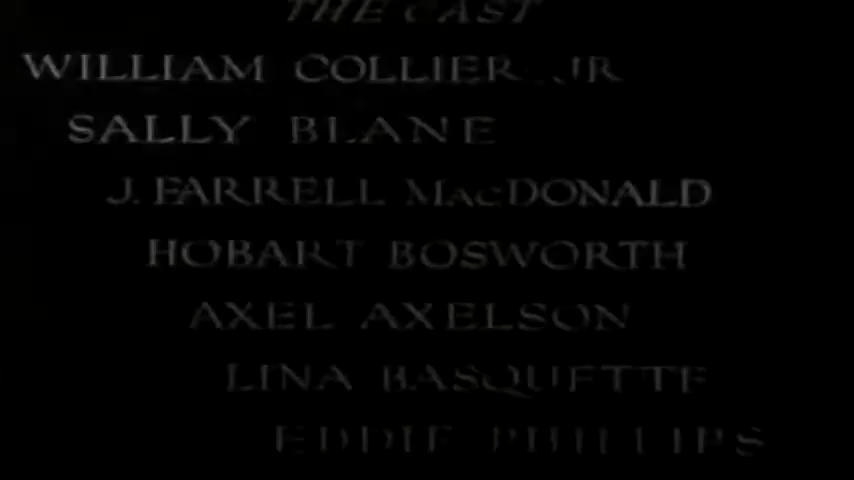 THE CAST
WILLIAM COLLIER JR
SALLY BLANE
J. FARRELL MACDONALD
HOBART BOSWORTH
AXEL AXELSON
LINA BASQUETTE
EDDIE PHILLIPS